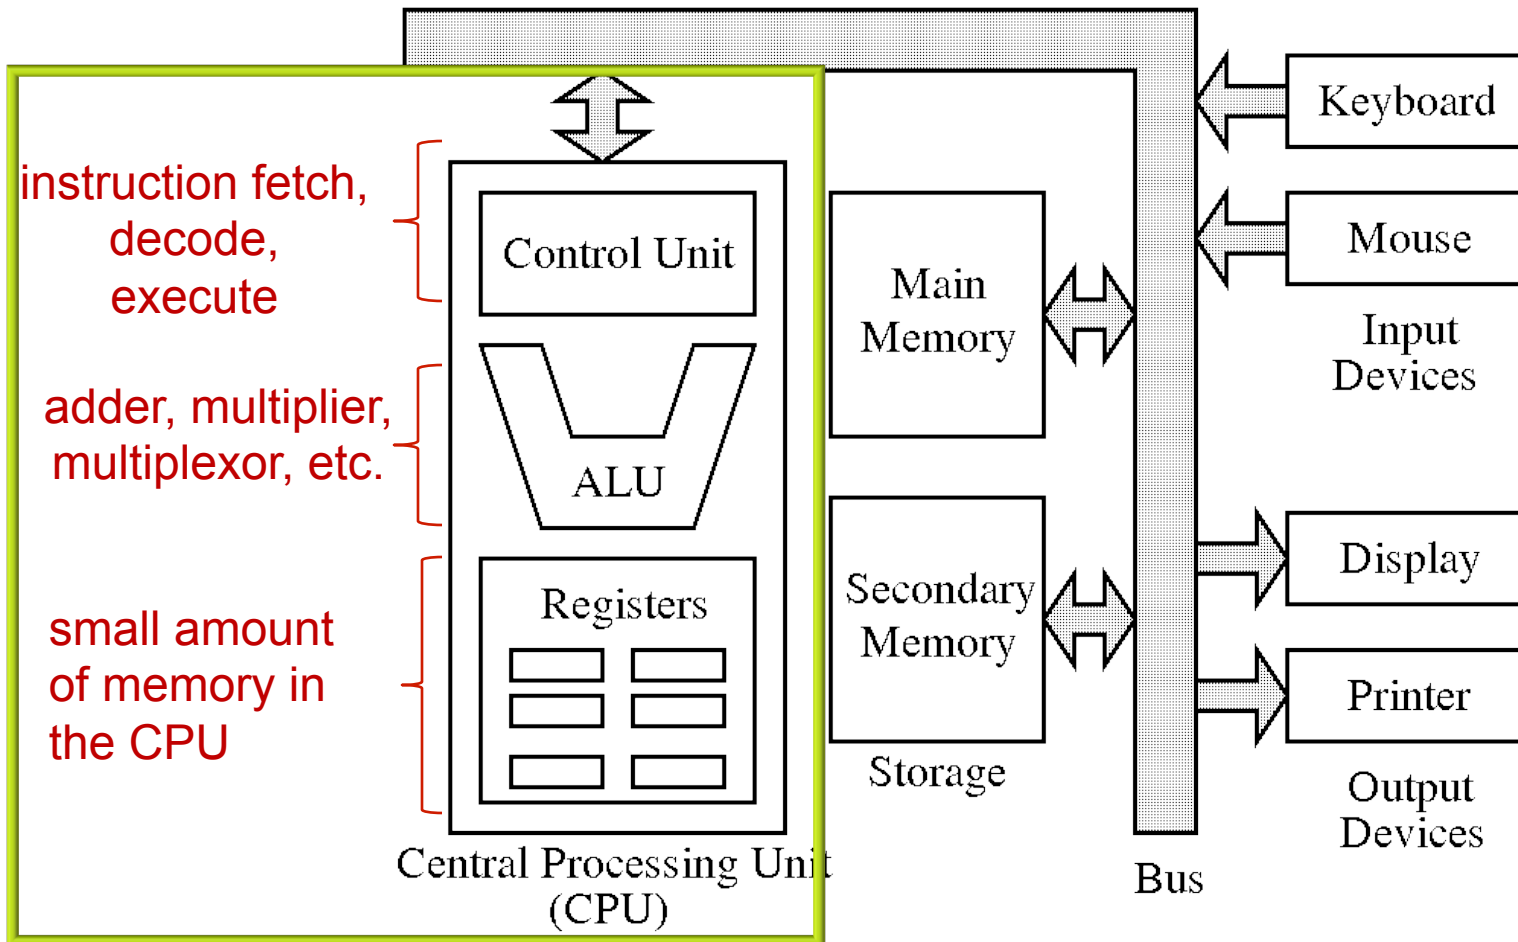 instruction fetch,
decode,
execute
adder, multiplier,
multiplexor, etc.
small amount
of memory in
the CPU
Control Unit
ALU
Registers
Central Processing Unit
(CPU)
Main
Memory
Secondary
Memory
Storage
Bus
Keyboard
Mouse
Input
Devices
Display
Printer
Output
Devices